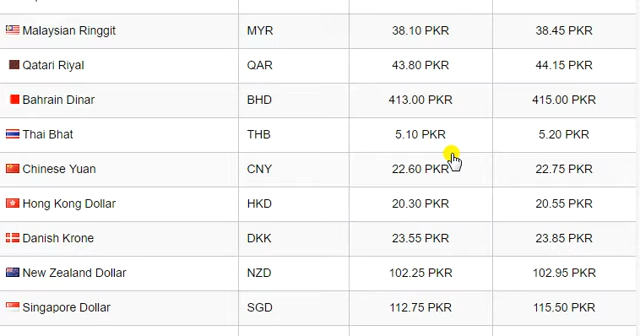 Malaysian Ringgit MYR 38.10 PKR 38.45 PKR
Qatari Riyal QAR 43.80 PKR 44.15 PKR
Bahrain Dinar BHD 413.00 PKR 415.00 PKR
Thai Bhat THB 5.10 PKR 5.20 PKR
Chinese Yuan CNY 22.60 PKR 22.75 PKR
Hong Kong Dollar HKD 20.30 PKR 20.55 PKR
Danish Krone DKK 23.55 PKR 23.85 PKR
New Zealand Dollar NZD 102.25 PKR 102.95 PKR
Singapore Dollar SGD 112.75 PKR 115.50 PKR